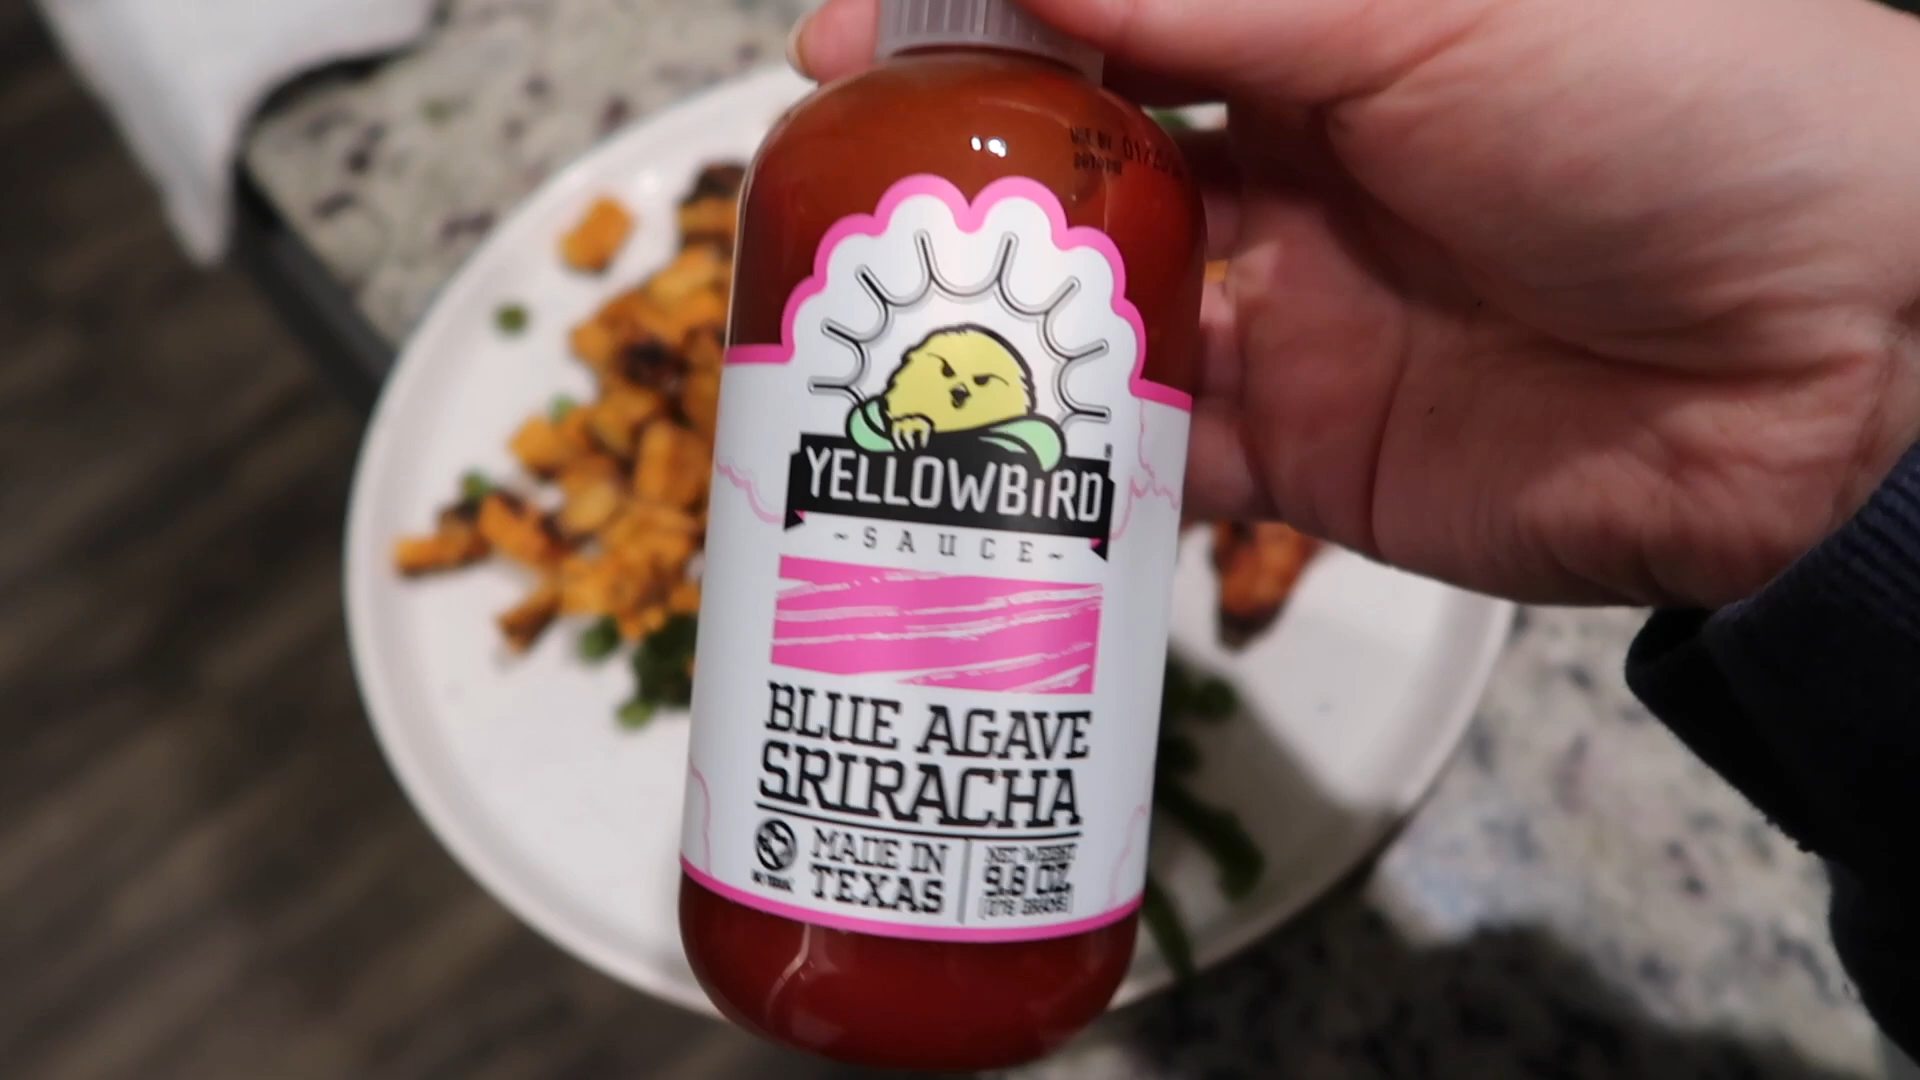 YELLOWBIRD
~SAUCE~
BLUE AGAVE
SRIRACHA
MADE IN
TEXAS
NET WEIGHT
9.8 OZ